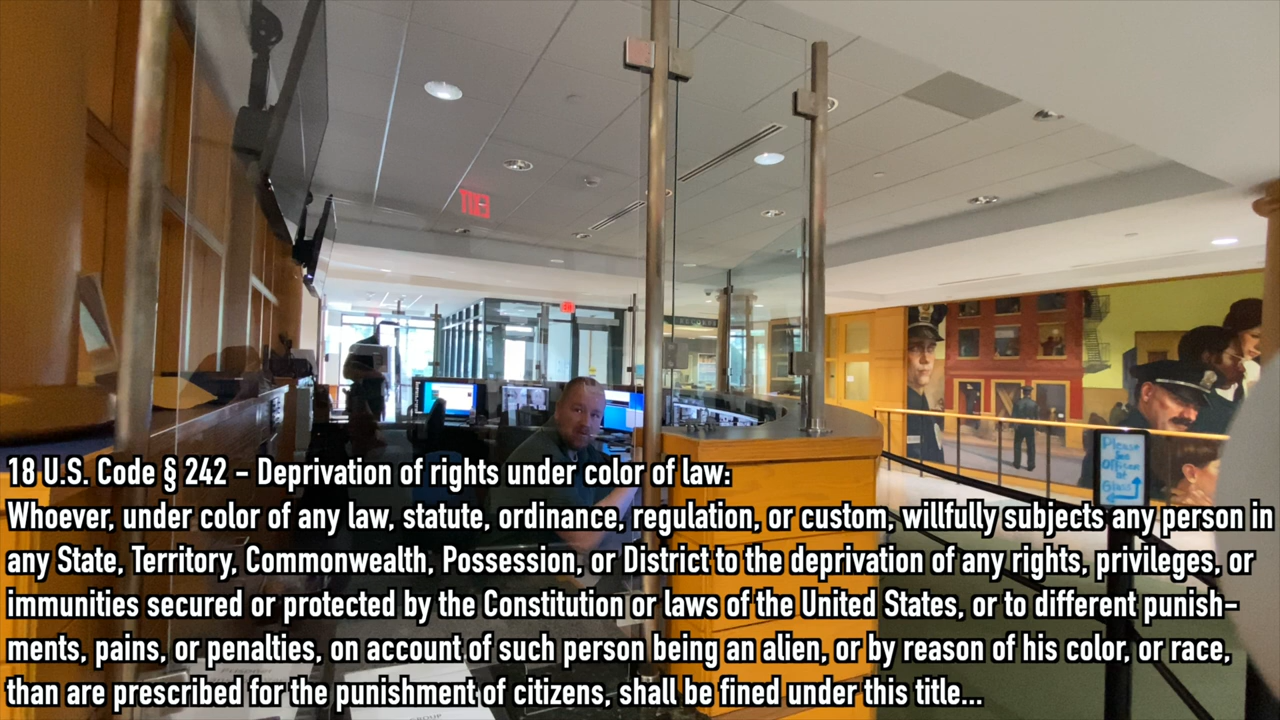 Please
See
Officer
Glass
18 U.S. Code § 242 – Deprivation of rights under color of law:
Whoever, under color of any law, statute, ordinance, regulation, or custom, willfully subjects any person in
any State, Territory, Commonwealth, Possession, or District to the deprivation of any rights, privileges, or
immunities secured or protected by the Constitution or laws of the United States, or to different punish-
ments, pains, or penalties, on account of such person being an alien, or by reason of his color, or race,
than are prescribed for the punishment of citizens, shall be fined under this title...
GROUP